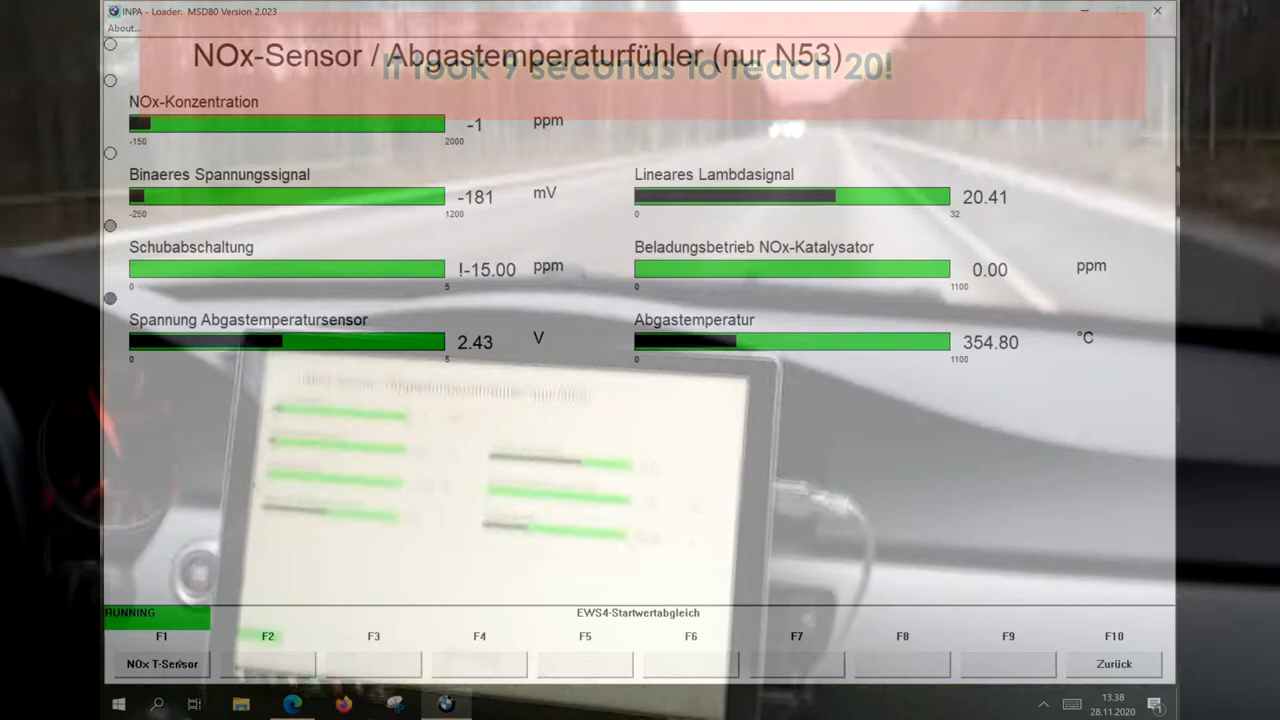 INPA - Loader: MSD80 Version 2.023
About...
NOx-Sensor / Abgastemperaturfühler (nur N53)
It took 9 seconds to reach 20!
NOx-Konzentration
-1 ppm
-150 2000
Binaeres Spannungssignal Lineares Lambdasignal
-181 mV 20.41
-250 1200 0 32
Schubabschaltung Beladungsbetrieb NOx-Katalysator
!-15.00 ppm 0.00 ppm
0 5 0 1100
Spannung Abgastemperatursensor Abgastemperatur
2.43 V 354.80 °C
0 5 0 1100
RUNNING EWS4-Startwertabgleich
F1 F2 F3 F4 F5 F6 F7 F8 F9 F10
NOx T-Sensor Zurück
13.38
28.11.2020
1